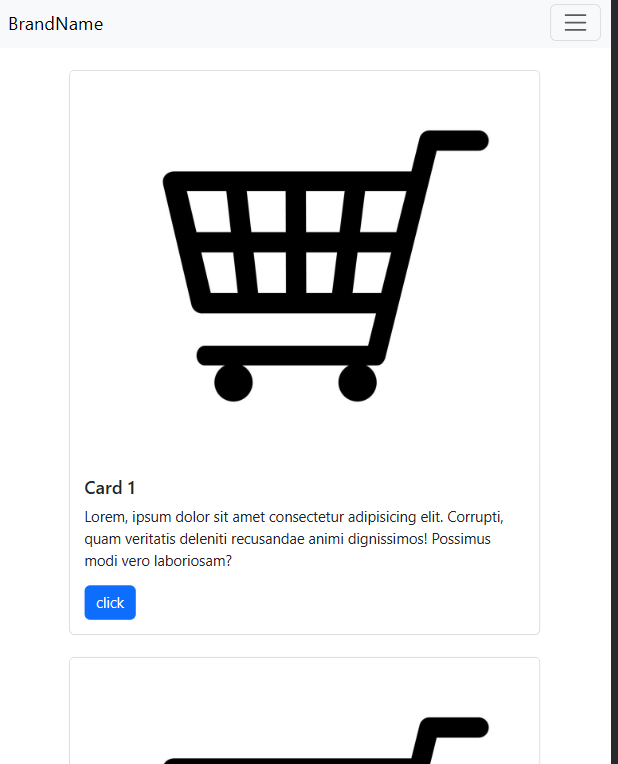 BrandName
Card 1
Lorem, ipsum dolor sit amet consectetur adipisicing elit. Corrupti,
quam veritatis deleniti recusandae animi dignissimos! Possimus
modi vero laboriosam?
click